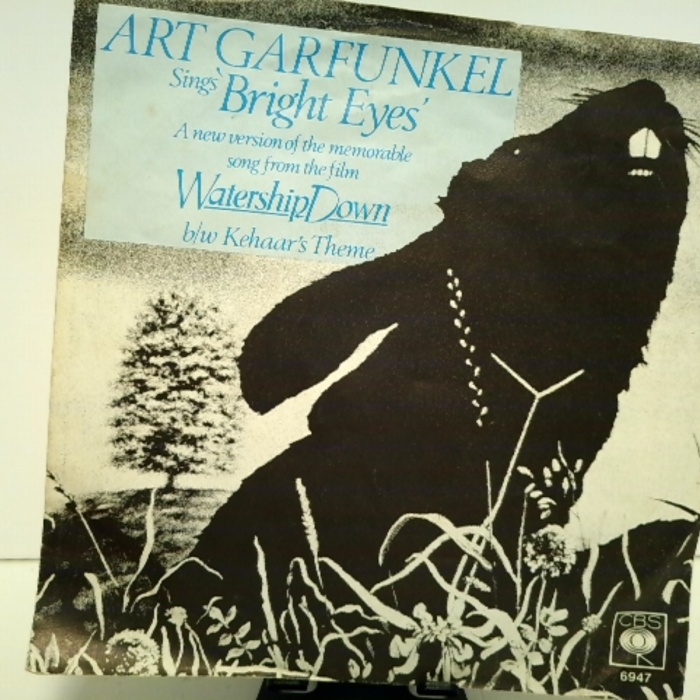 ART GARFUNKEL
Sings 'Bright Eyes'
A new version of the memorable
song from the film
Watership Down
b/w Kehaar's Theme
CBS
6947